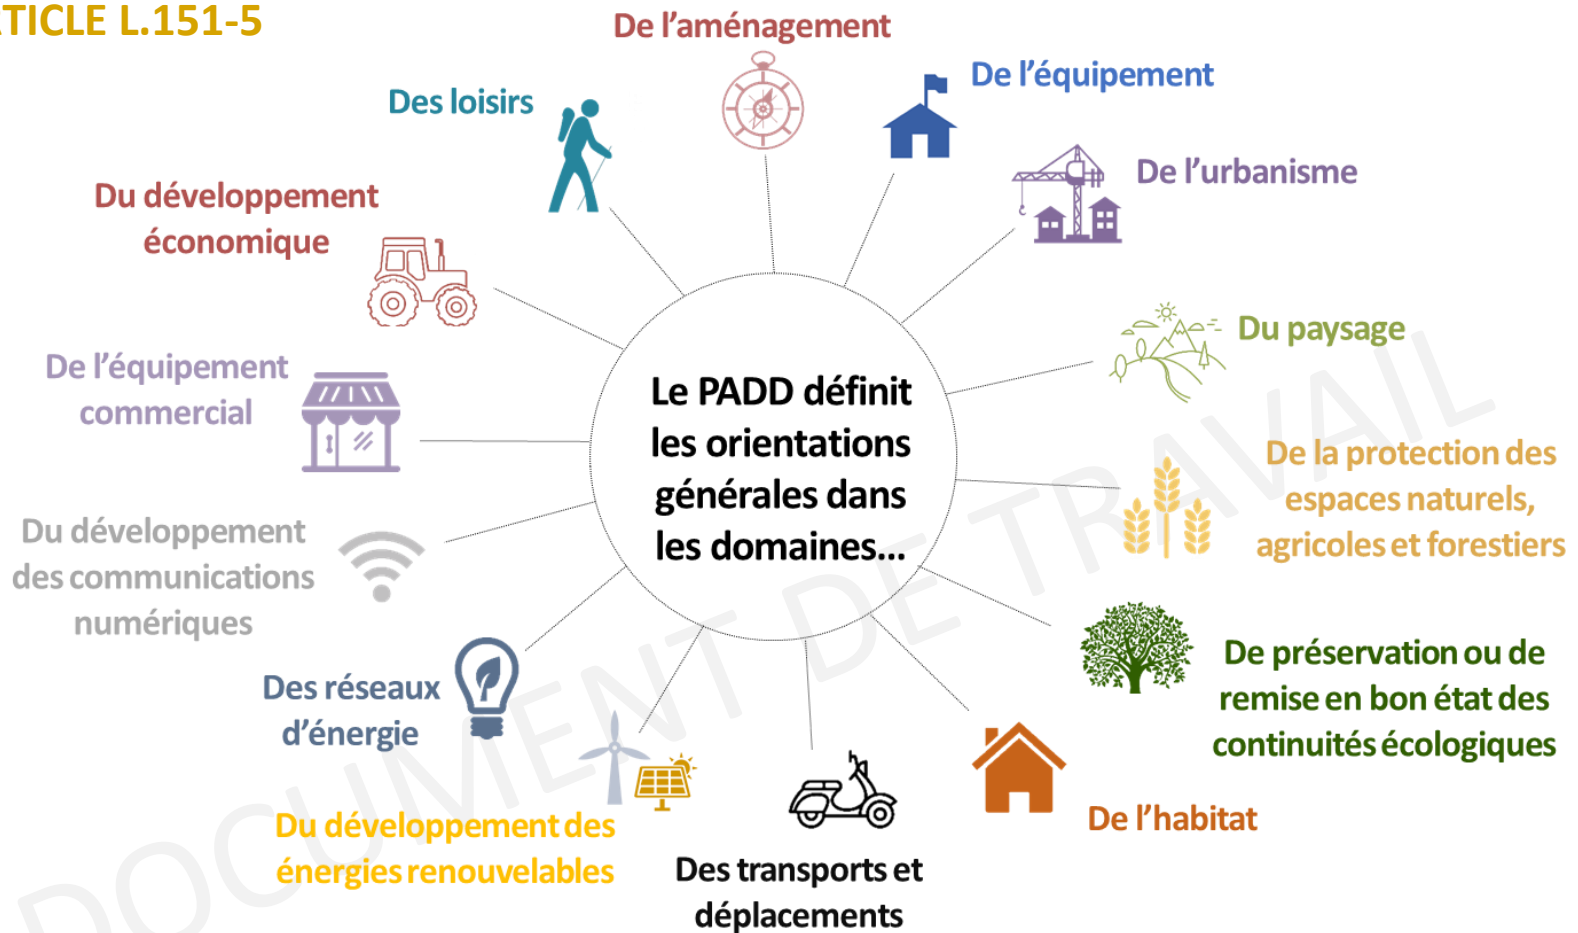 TICLE L.151-5
De l'aménagement
De l'équipement
De l'urbanisme
Du paysage
De la protection des
espaces naturels,
agricoles et forestiers
De préservation ou de
remise en bon état des
continuités écologiques
De l'habitat
Des transports et
déplacements
Du développement des
énergies renouvelables
Des réseaux
d'énergie
Du développement
des communications
numériques
De l'équipement
commercial
Du développement
économique
Des loisirs
Le PADD définit
les orientations
générales dans
les domaines...
DOCUMENT DE TRAVAIL